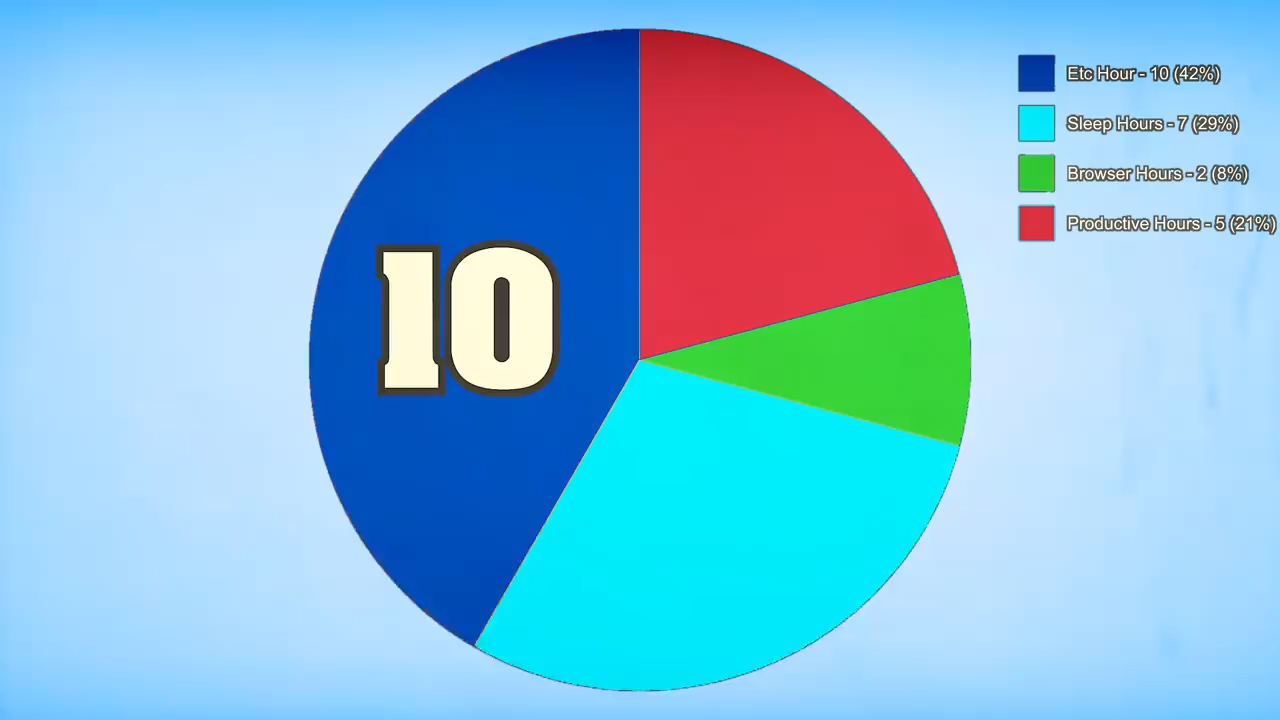 Etc Hour - 10 (42%)
Sleep Hours - 7 (29%)
Browser Hours - 2 (8%)
Productive Hours - 5 (21%)
10